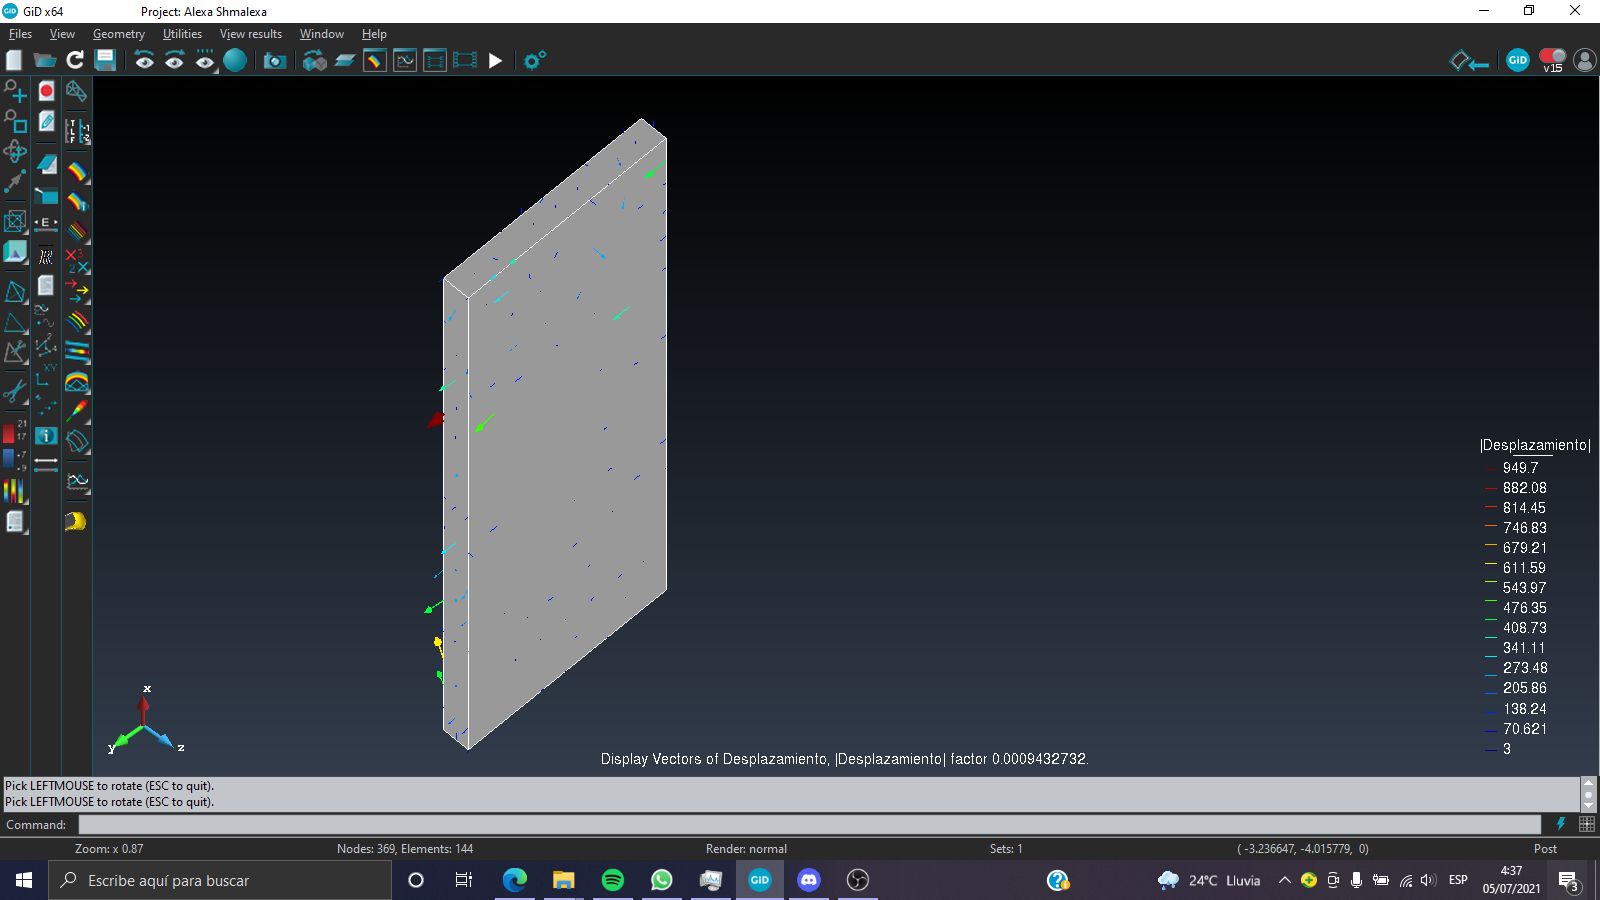 GiD x64
Project: Alexa Shmalexa
Files View Geometry Utilities View results Window Help
GiD
v15
E
x
y
z
|Desplazamiento|
949.7
882.08
814.45
746.83
679.21
611.59
543.97
476.35
408.73
341.11
273.48
205.86
138.24
70.621
3
Display Vectors of Desplazamiento, |Desplazamiento| factor 0.0009432732.
Pick LEFTMOUSE to rotate (ESC to quit).
Pick LEFTMOUSE to rotate (ESC to quit).
Command:
Zoom: x 0.87 Nodes: 369, Elements: 144 Render: normal Sets: 1 ( -3.236647, -4.015779, 0) Post
Escribe aquí para buscar
GiD
24°C Lluvia
ESP
4:37
05/07/2021
3